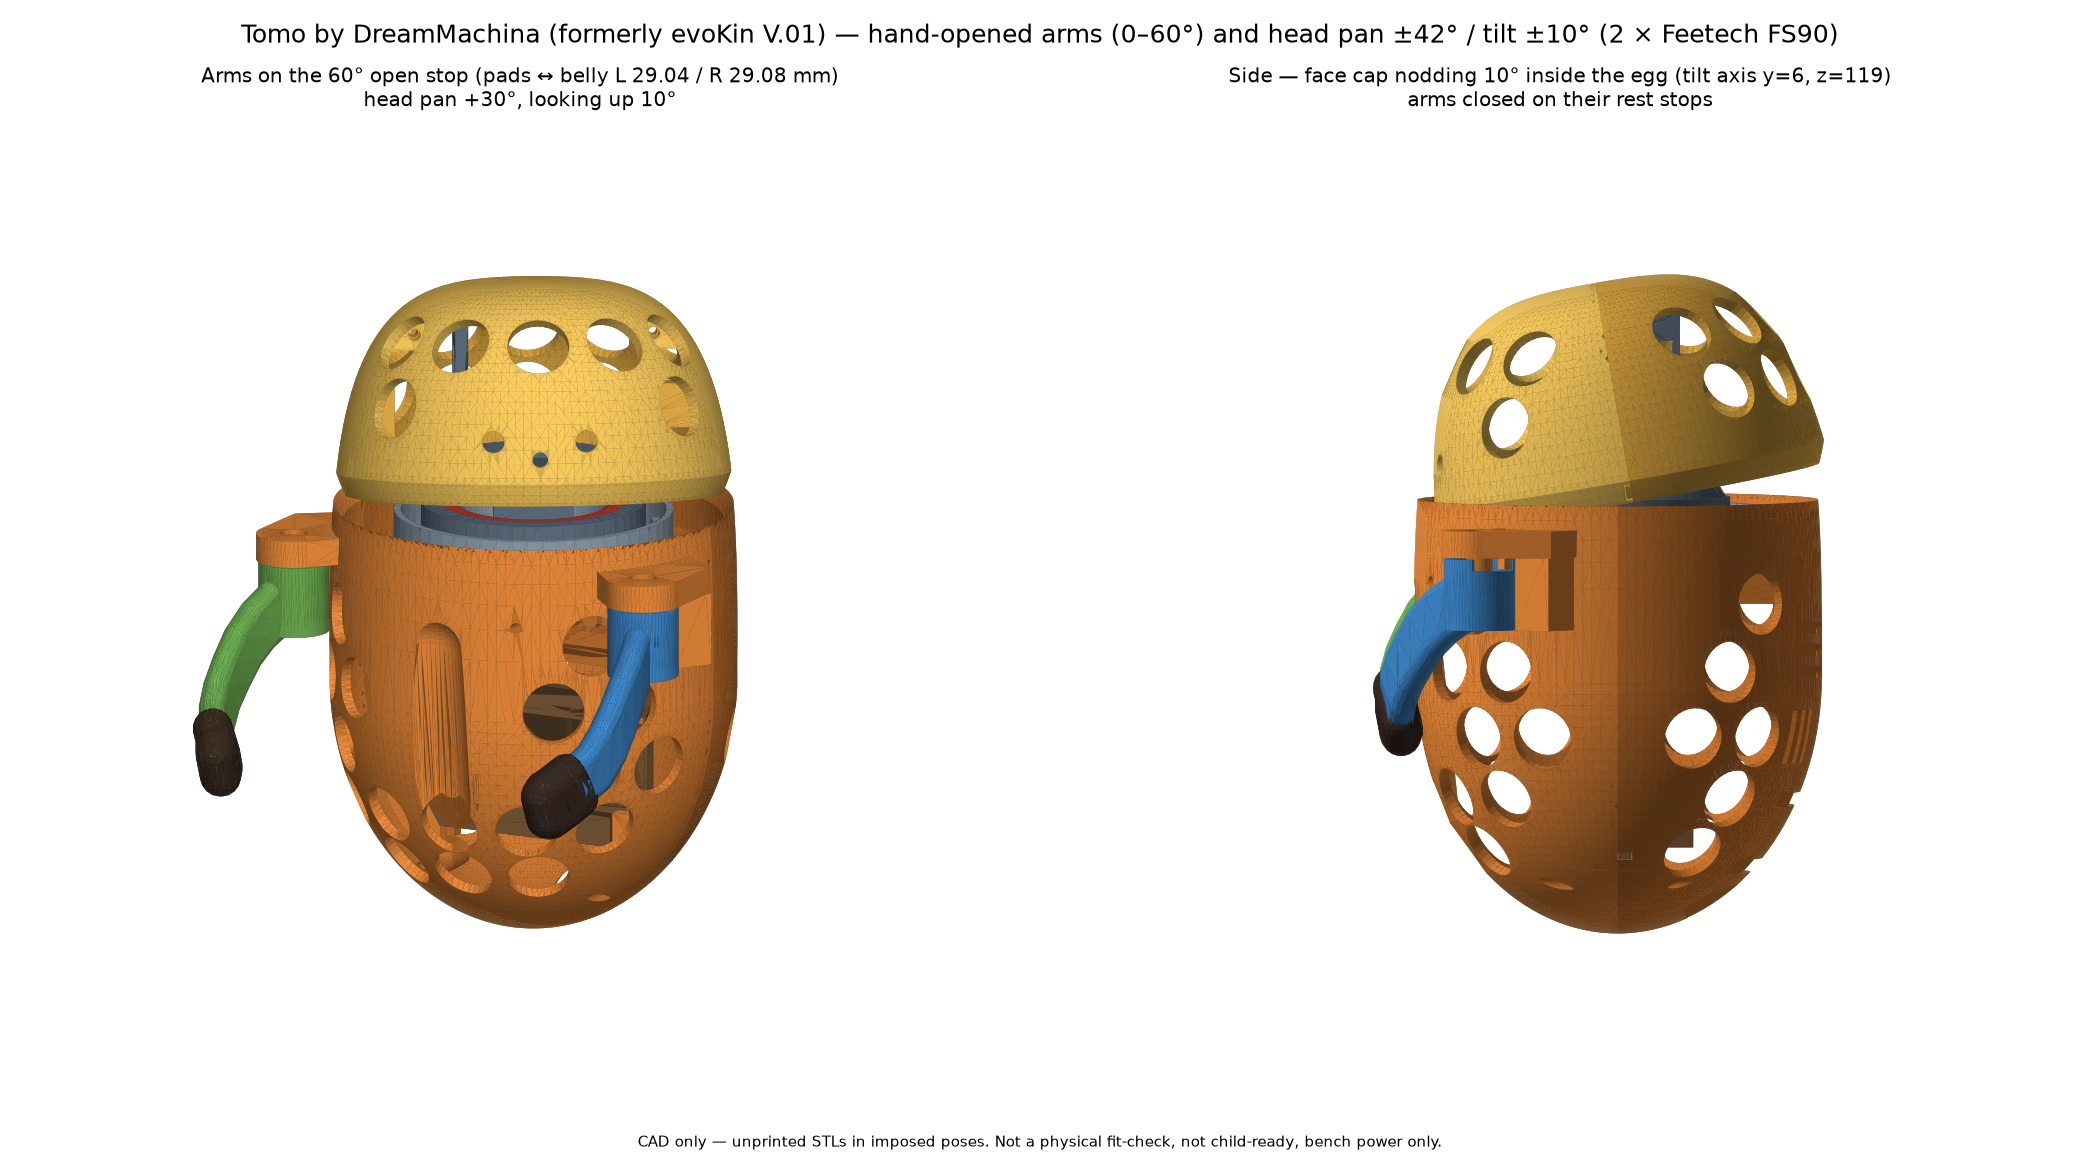 Tomo by DreamMachina (formerly evoKin V.01) — hand-opened arms (0–60°) and head pan ±42° / tilt ±10° (2 × Feetech FS90)
Arms on the 60° open stop (pads ↔ belly L 29.04 / R 29.08 mm)
head pan +30°, looking up 10°
Side — face cap nodding 10° inside the egg (tilt axis y=6, z=119)
arms closed on their rest stops
CAD only — unprinted STLs in imposed poses. Not a physical fit-check, not child-ready, bench power only.